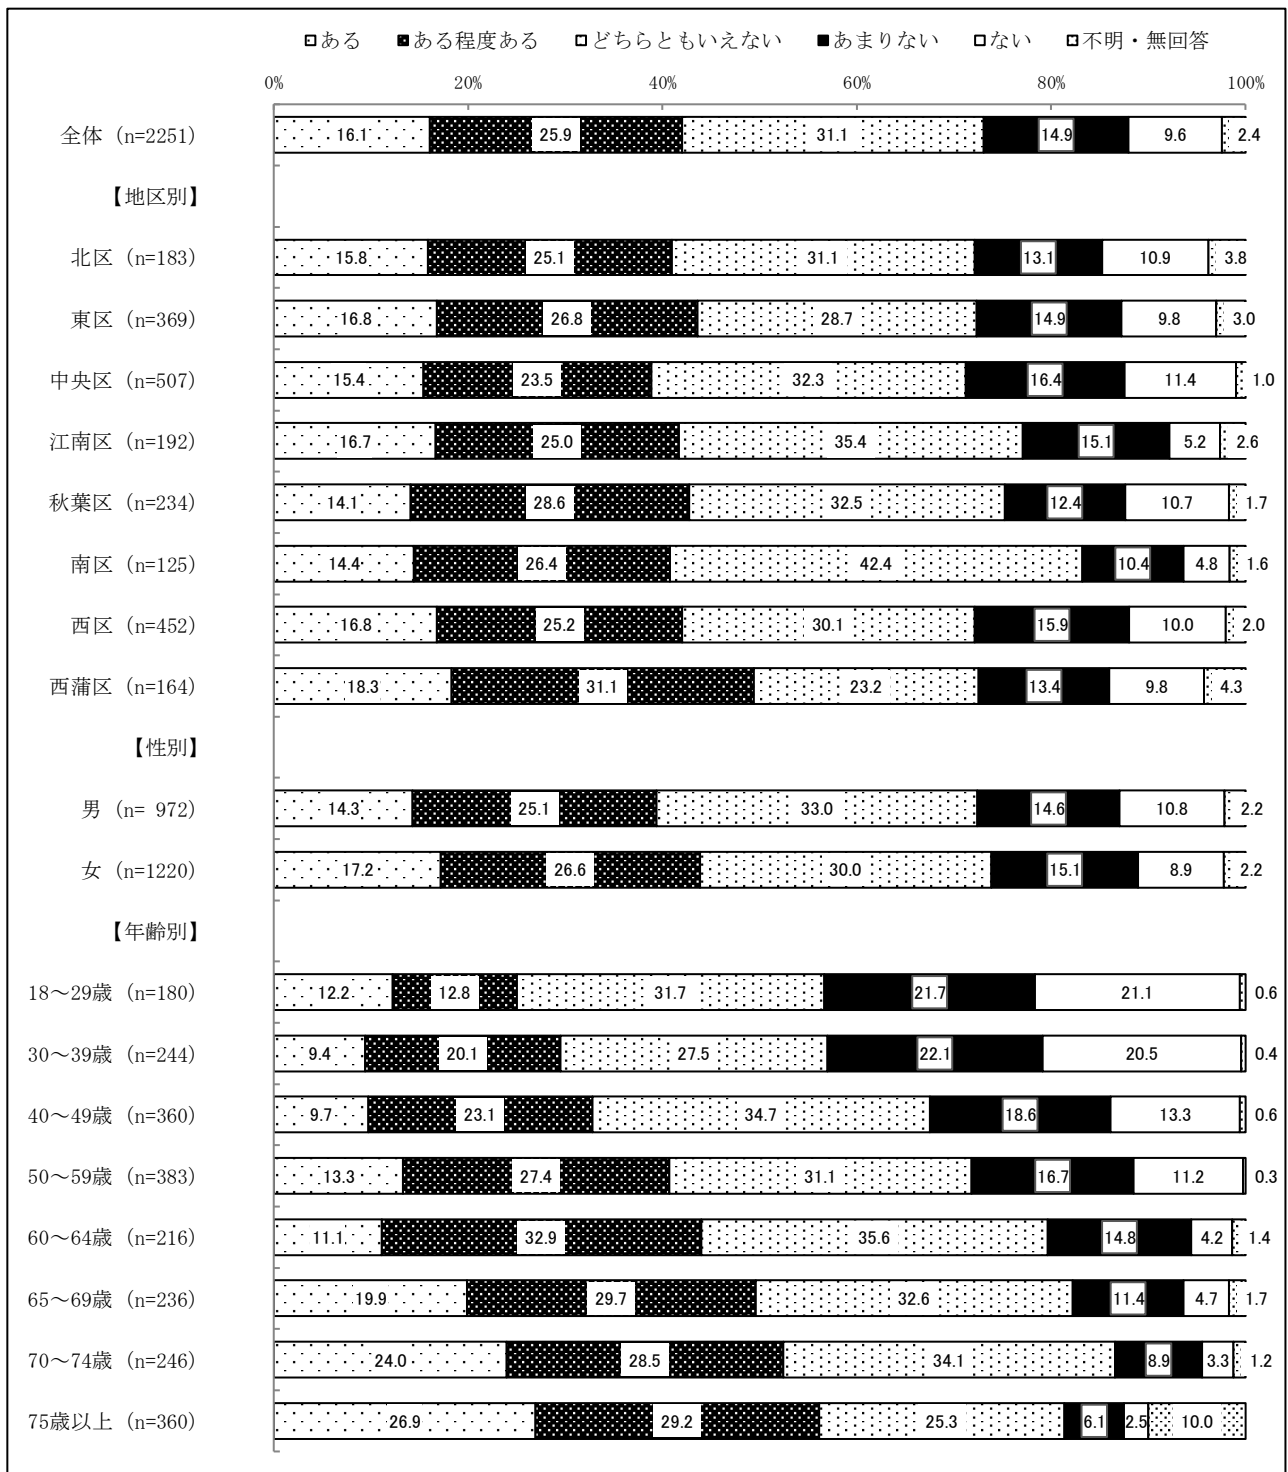 ある ある程度ある どちらともいえない あまりない ない 不明・無回答
0% 20% 40% 60% 80% 100%
全体 (n=2251) 16.1 25.9 31.1 14.9 9.6 2.4
【地区別】
北区 (n=183) 15.8 25.1 31.1 13.1 10.9 3.8
東区 (n=369) 16.8 26.8 28.7 14.9 9.8 3.0
中央区 (n=507) 15.4 23.5 32.3 16.4 11.4 1.0
江南区 (n=192) 16.7 25.0 35.4 15.1 5.2 2.6
秋葉区 (n=234) 14.1 28.6 32.5 12.4 10.7 1.7
南区 (n=125) 14.4 26.4 42.4 10.4 4.8 1.6
西区 (n=452) 16.8 25.2 30.1 15.9 10.0 2.0
西蒲区 (n=164) 18.3 31.1 23.2 13.4 9.8 4.3
【性別】
男 (n= 972) 14.3 25.1 33.0 14.6 10.8 2.2
女 (n=1220) 17.2 26.6 30.0 15.1 8.9 2.2
【年齢別】
18～29歳 (n=180) 12.2 12.8 31.7 21.7 21.1 0.6
30～39歳 (n=244) 9.4 20.1 27.5 22.1 20.5 0.4
40～49歳 (n=360) 9.7 23.1 34.7 18.6 13.3 0.6
50～59歳 (n=383) 13.3 27.4 31.1 16.7 11.2 0.3
60～64歳 (n=216) 11.1 32.9 35.6 14.8 4.2 1.4
65～69歳 (n=236) 19.9 29.7 32.6 11.4 4.7 1.7
70～74歳 (n=246) 24.0 28.5 34.1 8.9 3.3 1.2
75歳以上 (n=360) 26.9 29.2 25.3 6.1 2.5 10.0